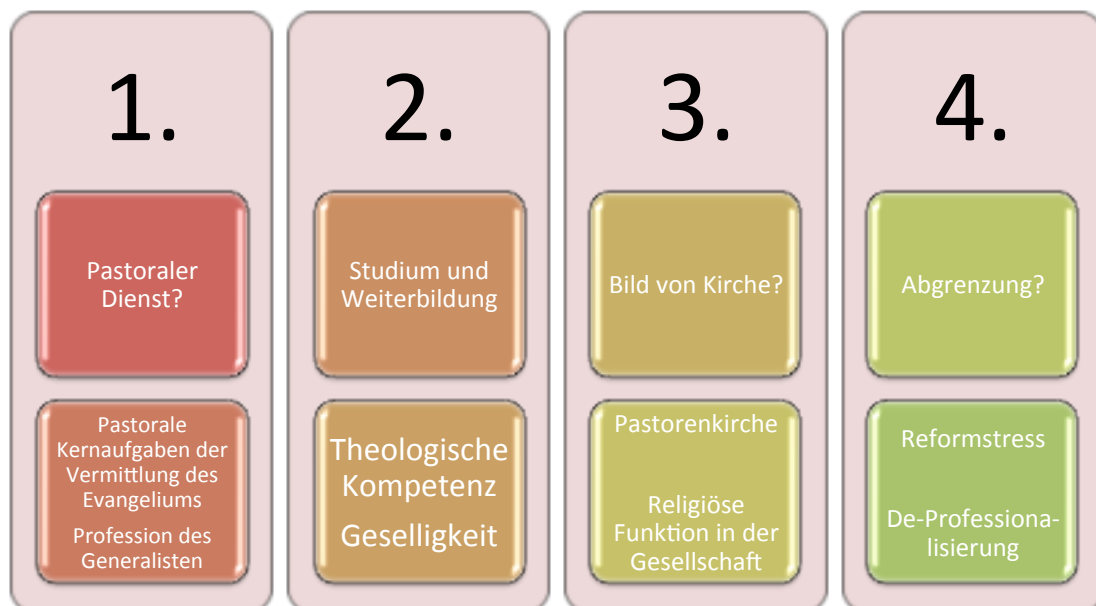 1.
Pastoraler
Dienst?
Pastorale
Kernaufgaben der
Vermittlung des
Evangeliums
Profession des
Generalisten
2.
Studium und
Weiterbildung
Theologische
Kompetenz
Geselligkeit
3.
Bild von Kirche?
Pastorenkirche
Religiöse
Funktion in der
Gesellschaft
4.
Abgrenzung?
Reformstress
De-Professiona-
lisierung